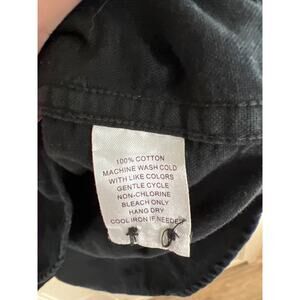 100% COTTON
MACHINE WASH COLD
WITH LIKE COLORS
GENTLE CYCLE
NON-CHLORINE
BLEACH ONLY
HANG DRY
COOL IRON IF NEEDED